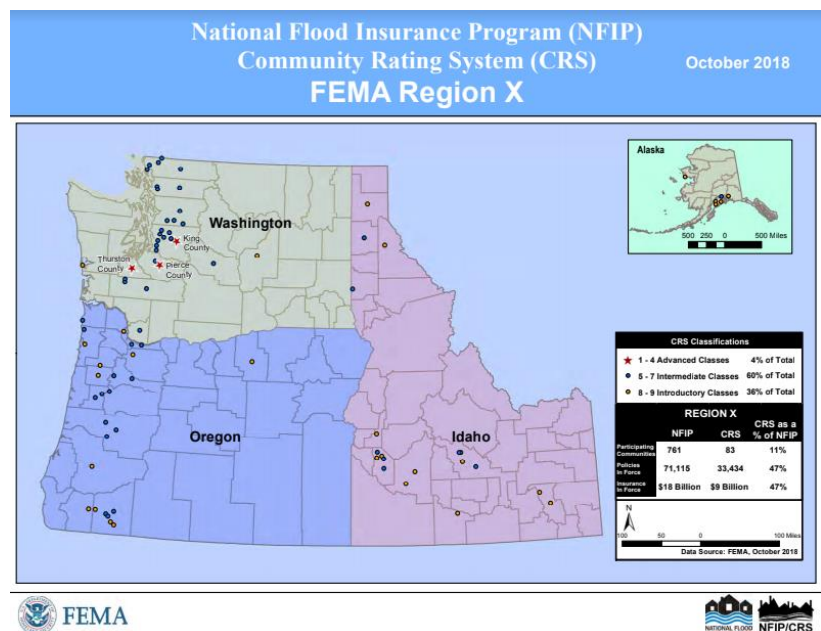 National Flood Insurance Program (NFIP)
Community Rating System (CRS)
October 2018
FEMA Region X
Alaska
500 250 0 500 Miles
Washington
King
County
Thurston
County
Pierce
County
Oregon
Idaho
CRS Classifications
1 - 4 Advanced Classes 4% of Total
5 - 7 Intermediate Classes 60% of Total
8 - 9 Introductory Classes 36% of Total
REGION X
NFIP CRS CRS as a % of NFIP
Participating Communities 761 83 11%
Policies In Force 71,115 33,434 47%
Insurance In Force $18 Billion $9 Billion 47%
N
100 50 0 100 Miles
Data Source: FEMA, October 2018
FEMA
NATIONAL FLOOD
NFIP/CRS